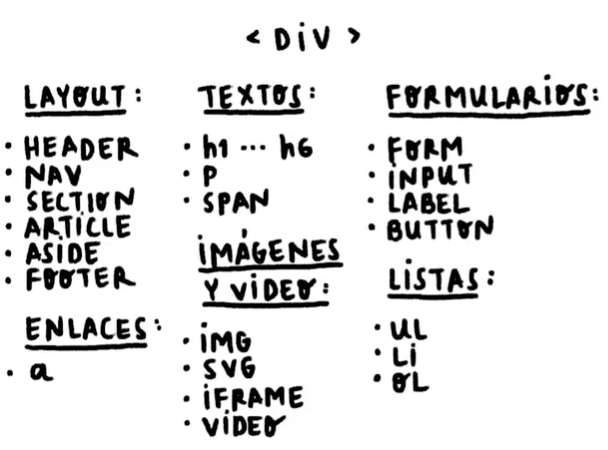 < DiV >
LAYOUT:
· HEADER
· NAV
· SECTION
· ARTICLE
· ASIDE
· FOOTER
ENLACES:
· a
TEXTOS:
· h1 ... h6
· P
· SPAN
iMÁGENES
Y ViDEO:
· iMG
· SVG
· iFRAME
· ViDEO
FORMULARiOS:
· FORM
· iNPUT
· LABEL
· BUTTON
LiSTAS:
· UL
· Li
· OL